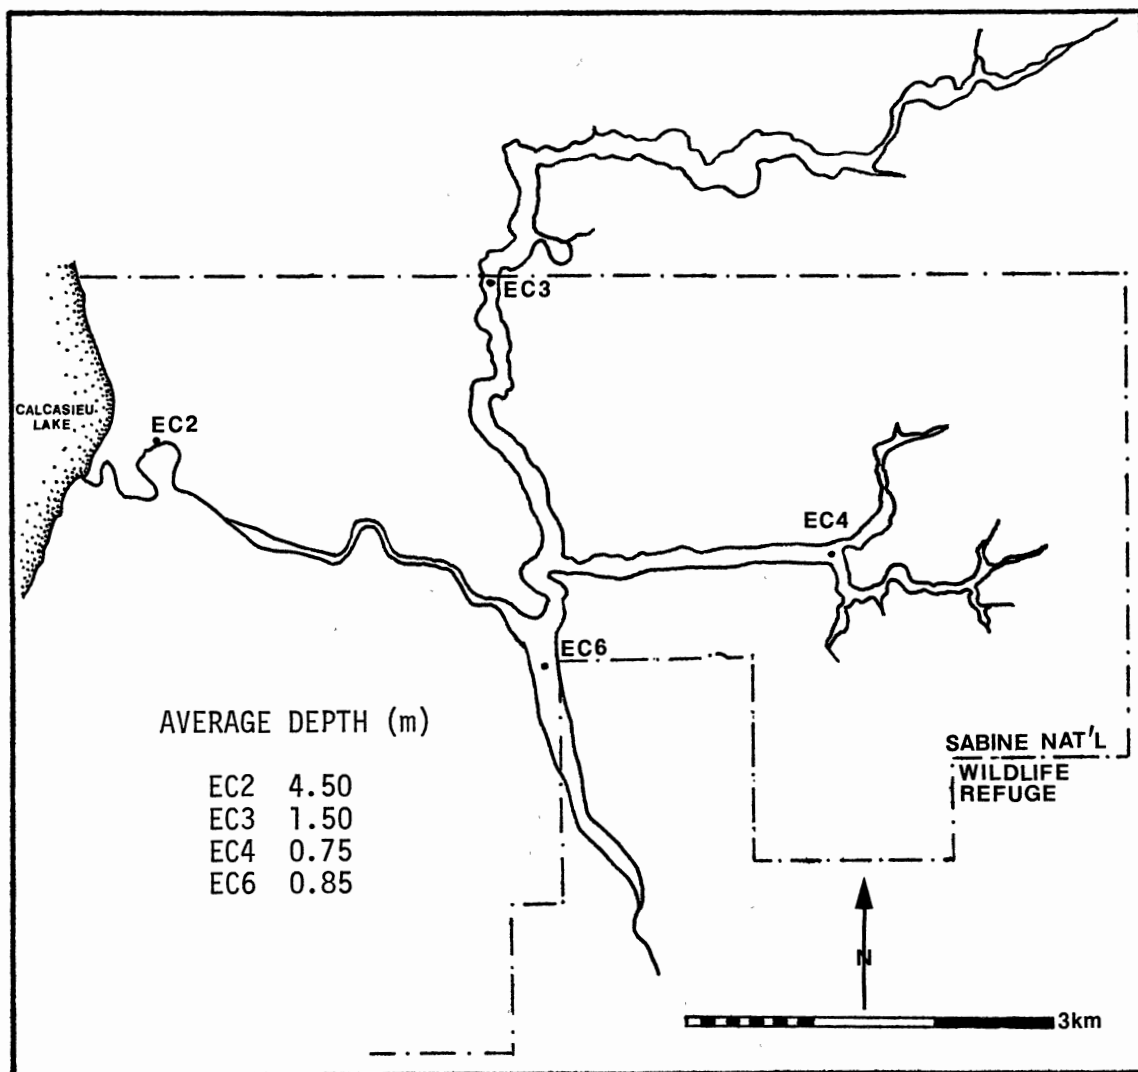 EC3
CALCASIEU
LAKE
EC2
EC4
EC6
AVERAGE DEPTH (m)
EC2 4.50
EC3 1.50
EC4 0.75
EC6 0.85
SABINE NAT'L
WILDLIFE
REFUGE
N
3km